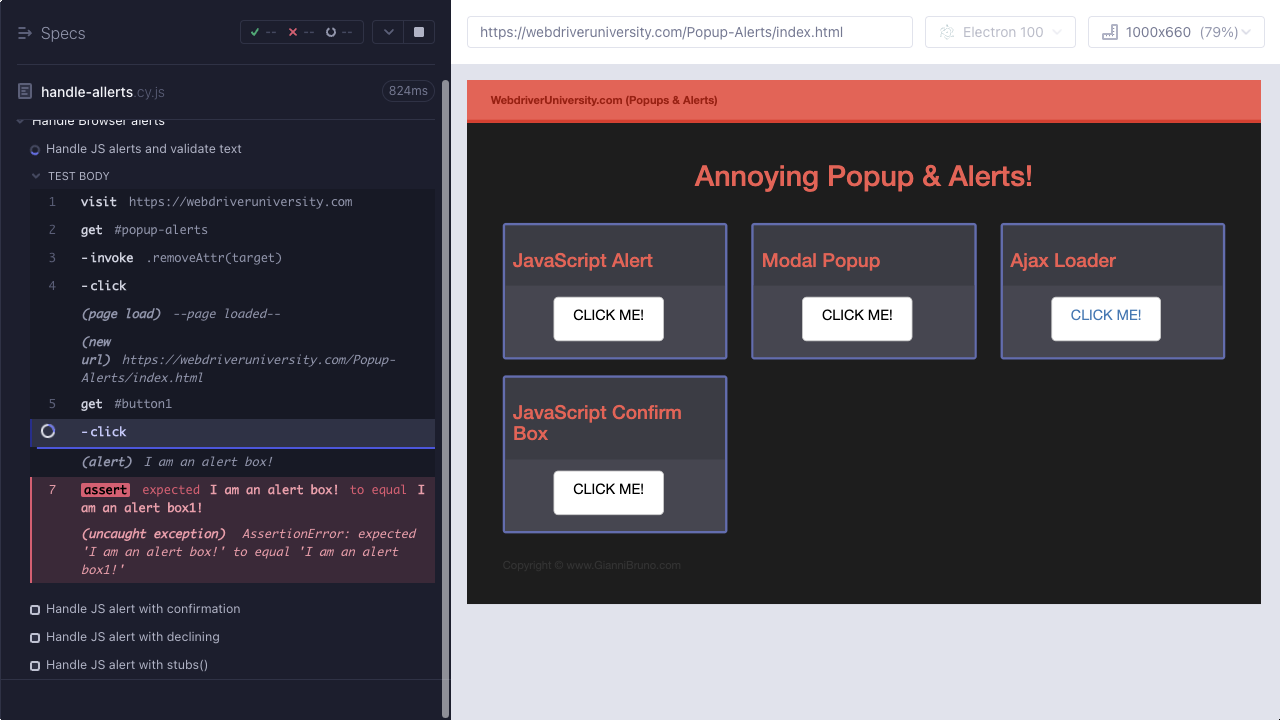 Specs
--
--
--
handle-allerts.cy.js
824ms
Handle Browser alerts
Handle JS alerts and validate text
TEST BODY
1 visit https://webdriveruniversity.com
2 get #popup-alerts
3 -invoke .removeAttr(target)
4 -click
(page load) --page loaded--
(new
url) https://webdriveruniversity.com/Popup-
Alerts/index.html
5 get #button1
-click
(alert) I am an alert box!
7 assert expected I am an alert box! to equal I
am an alert box1!
(uncaught exception) AssertionError: expected
'I am an alert box!' to equal 'I am an alert
box1!'
Handle JS alert with confirmation
Handle JS alert with declining
Handle JS alert with stubs()
https://webdriveruniversity.com/Popup-Alerts/index.html
Electron 100
1000x660 (79%)
WebdriverUniversity.com (Popups & Alerts)
Annoying Popup & Alerts!
JavaScript Alert
CLICK ME!
Modal Popup
CLICK ME!
Ajax Loader
CLICK ME!
JavaScript Confirm
Box
CLICK ME!
Copyright © www.GianniBruno.com